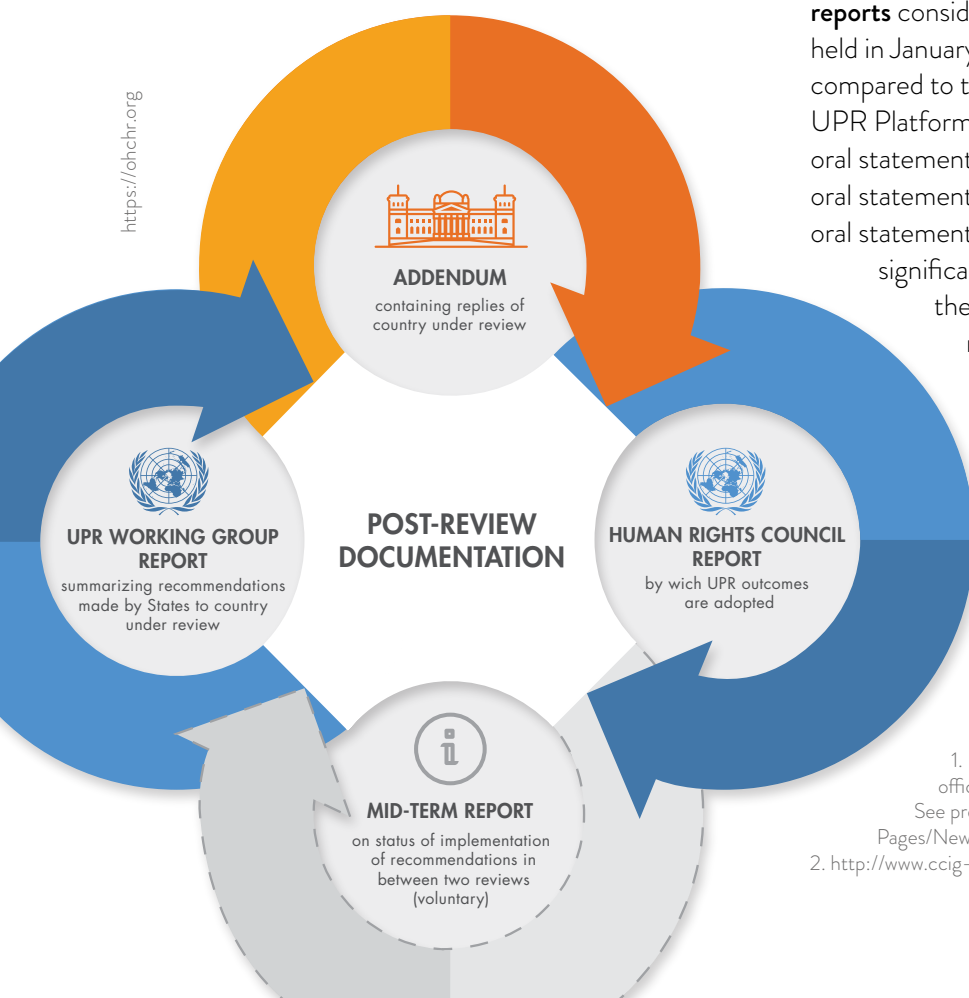 https://ohchr.org
reports
held in January
compared to
UPR Platform
oral statement
oral statement
oral statement
the
ADDENDUM
containing replies of
country under review
UPR WORKING GROUP
REPORT
summarizing recommendations
made by States to country
under review
POST-REVIEW
DOCUMENTATION
HUMAN RIGHTS COUNCIL
REPORT
by wich UPR outcomes
are adopted
MID-TERM REPORT
on status of implementation
of recommendations in
between two reviews
(voluntary)
1.
See
Pages/New
2. http://www.ccig-